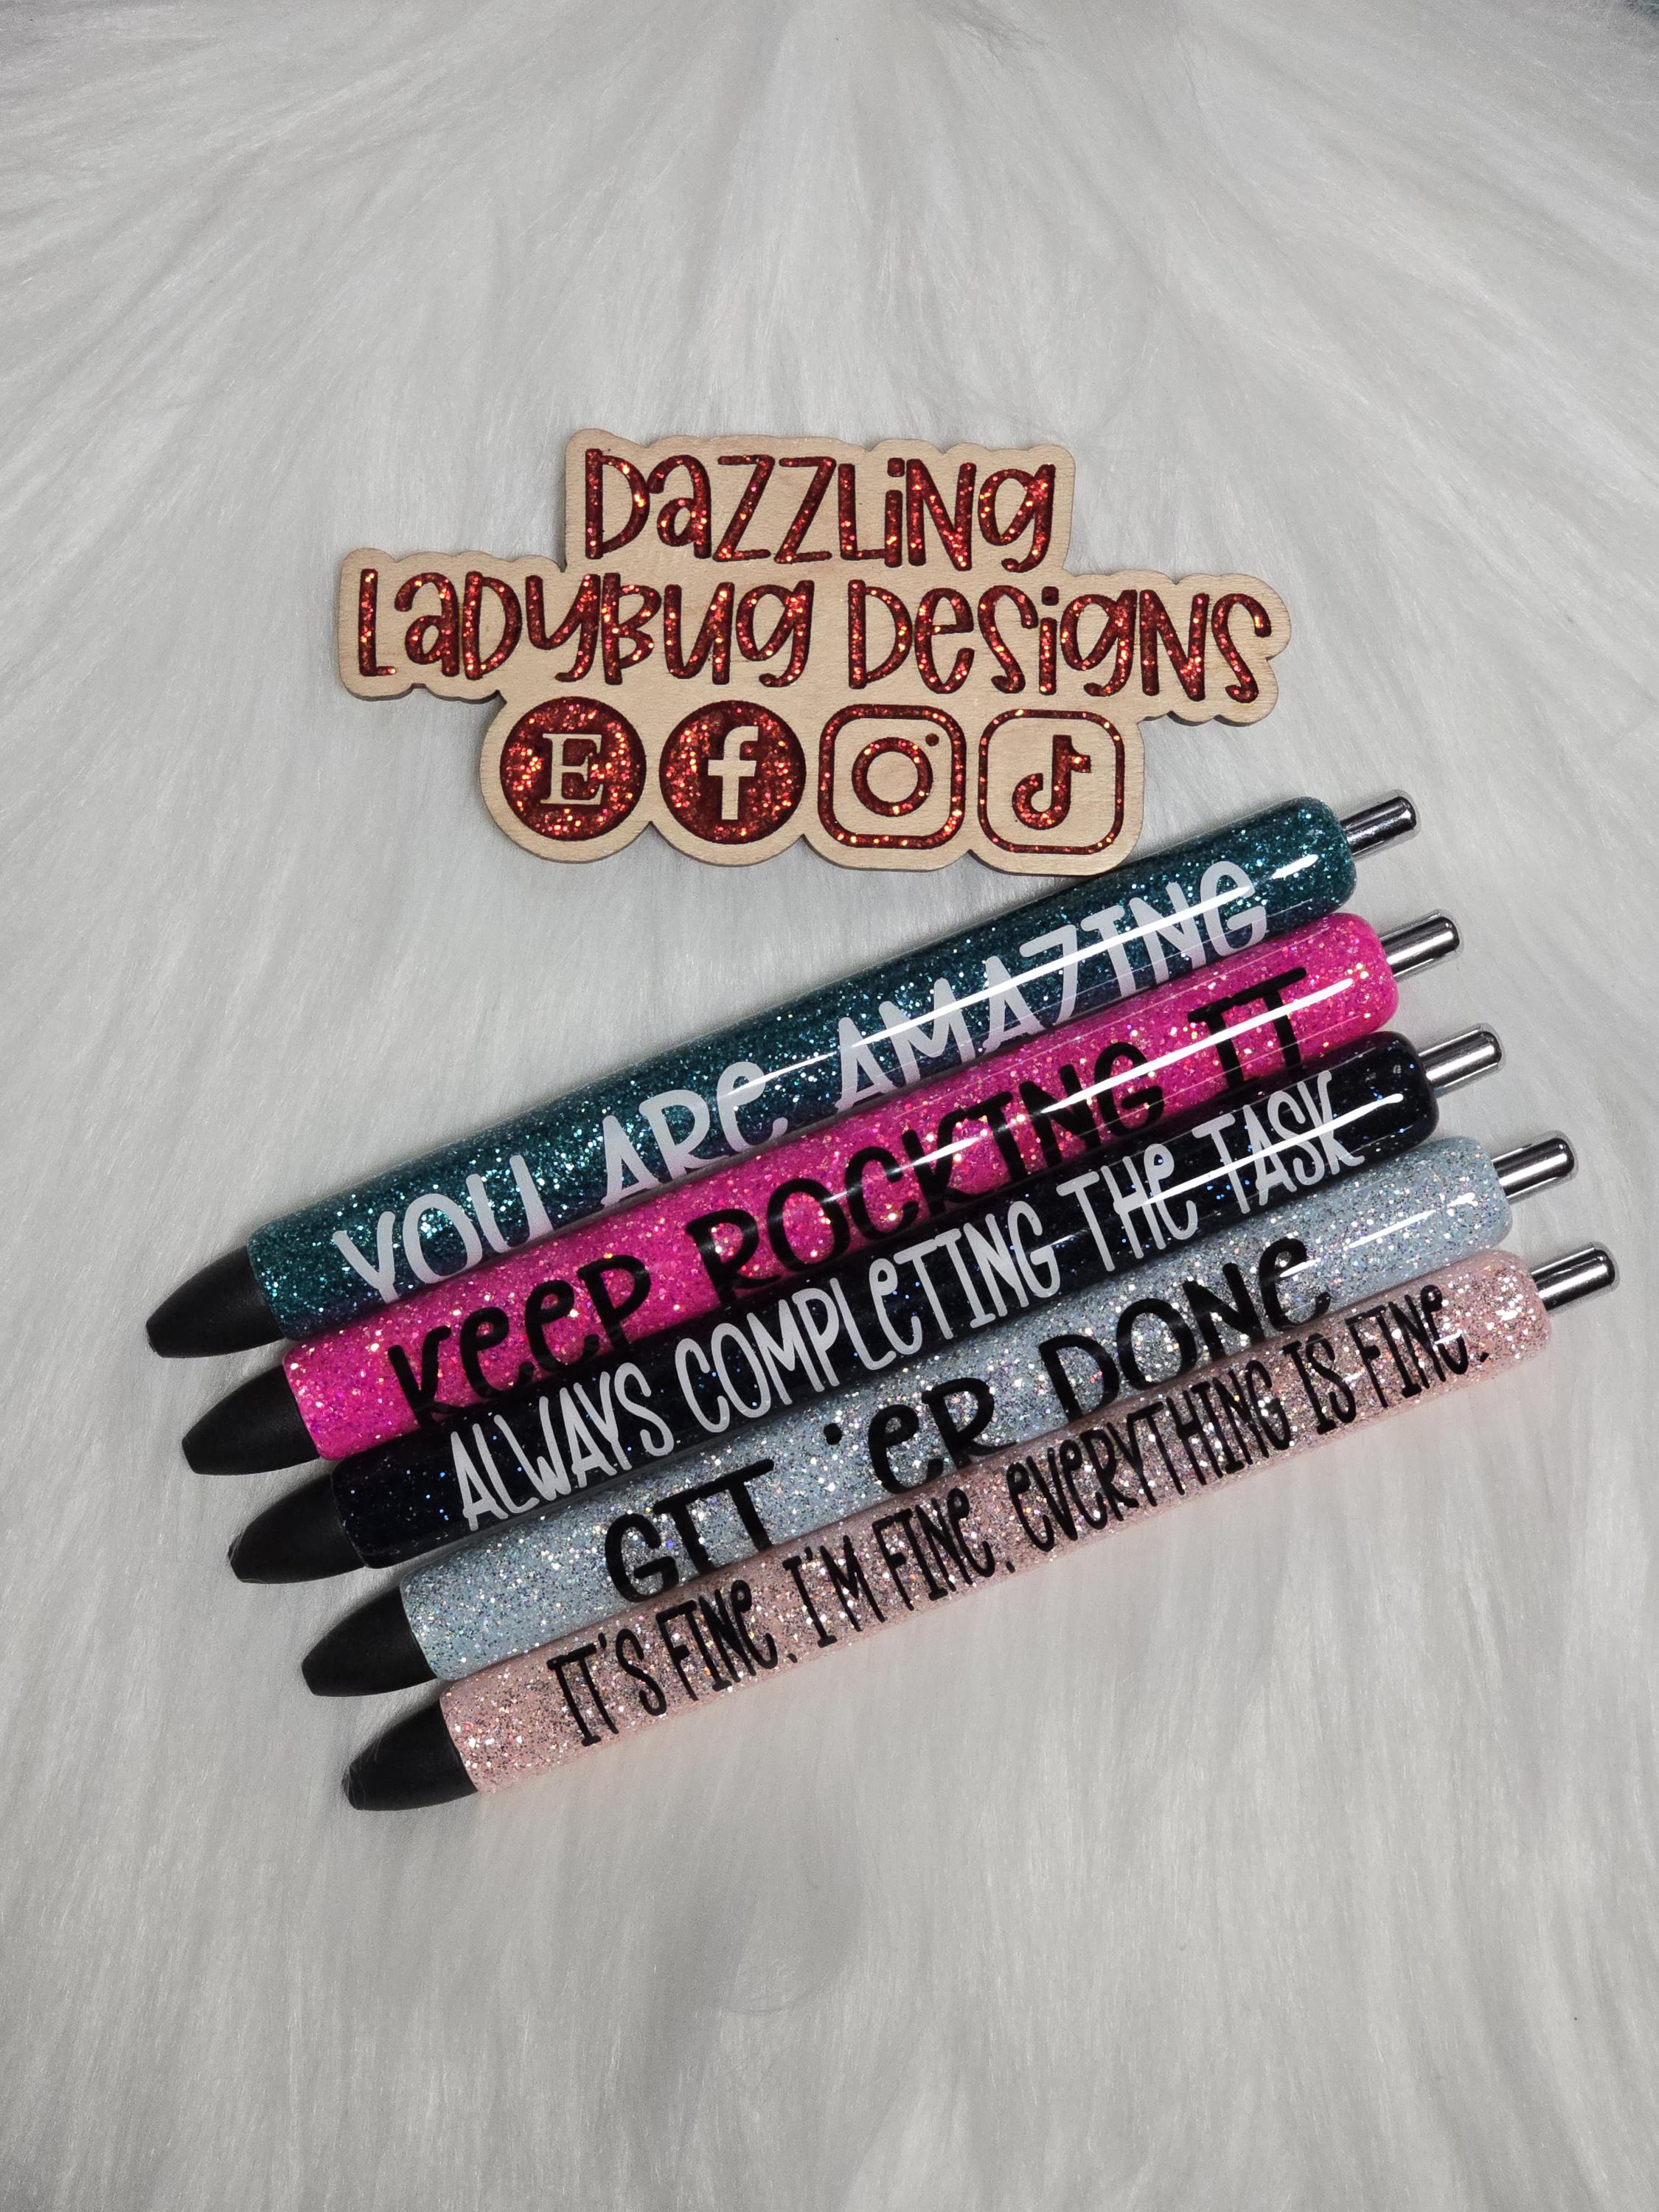 Dazzling
Ladybug Designs
E f
YOU ARE AMAZING
KEEP ROCKING IT
ALWAYS COMPLETING THE TASK
GIT 'ER DONE
IT'S FINE. I'M FINE. EVERYTHING IS FINE.